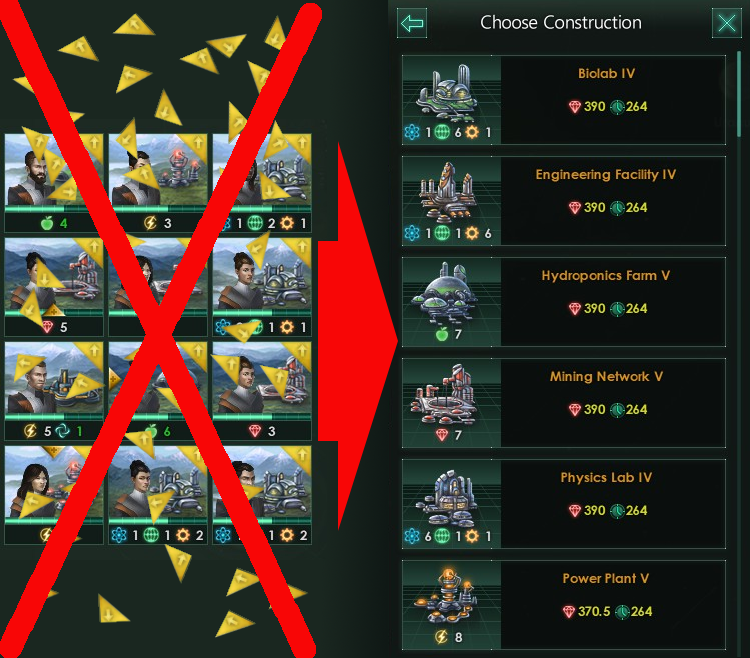 Choose Construction
4
3
1 2 1
5
1 1
5 1
6
3
1 1 2
1 2
Biolab IV
390 264
1 6 1
Engineering Facility IV
390 264
1 1 6
Hydroponics Farm V
390 264
7
Mining Network V
390 264
7
Physics Lab IV
390 264
6 1 1
Power Plant V
370.5 264
8